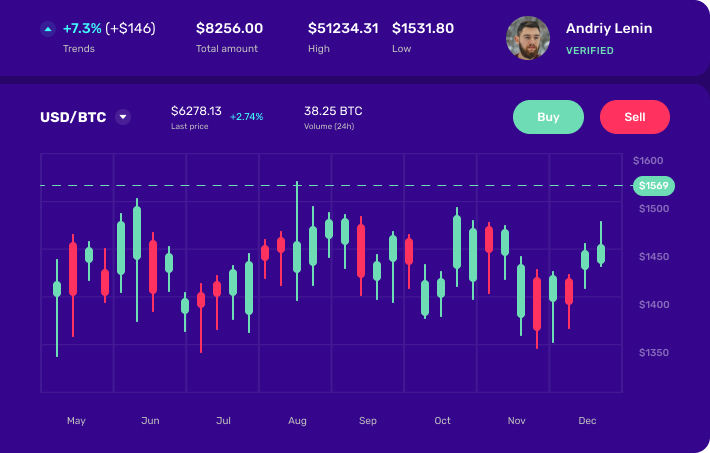 +7.3% (+$146)
Trends
$8256.00
Total amount
$51234.31
High
$1531.80
Low
Andriy Lenin
VERIFIED
USD/BTC
$6278.13
Last price
+2.74%
38.25 BTC
Volume (24h)
Buy
Sell
$1600
$1569
$1500
$1450
$1400
$1350
May Jun Jul Aug Sep Oct Nov Dec